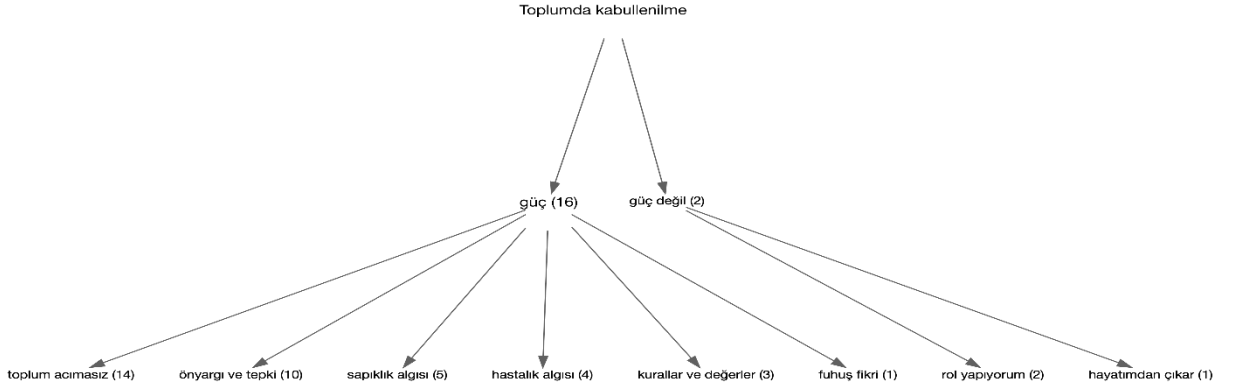 Toplumda kabullenilme
güç (16)
güç değil (2)
toplum acımasız (14)
önyargı ve tepki (10)
sapıklık algısı (5)
hastalık algısı (4)
kurallar ve değerler (3)
fuhuş fikri (1)
rol yapıyorum (2)
hayatımdan çıkar (1)